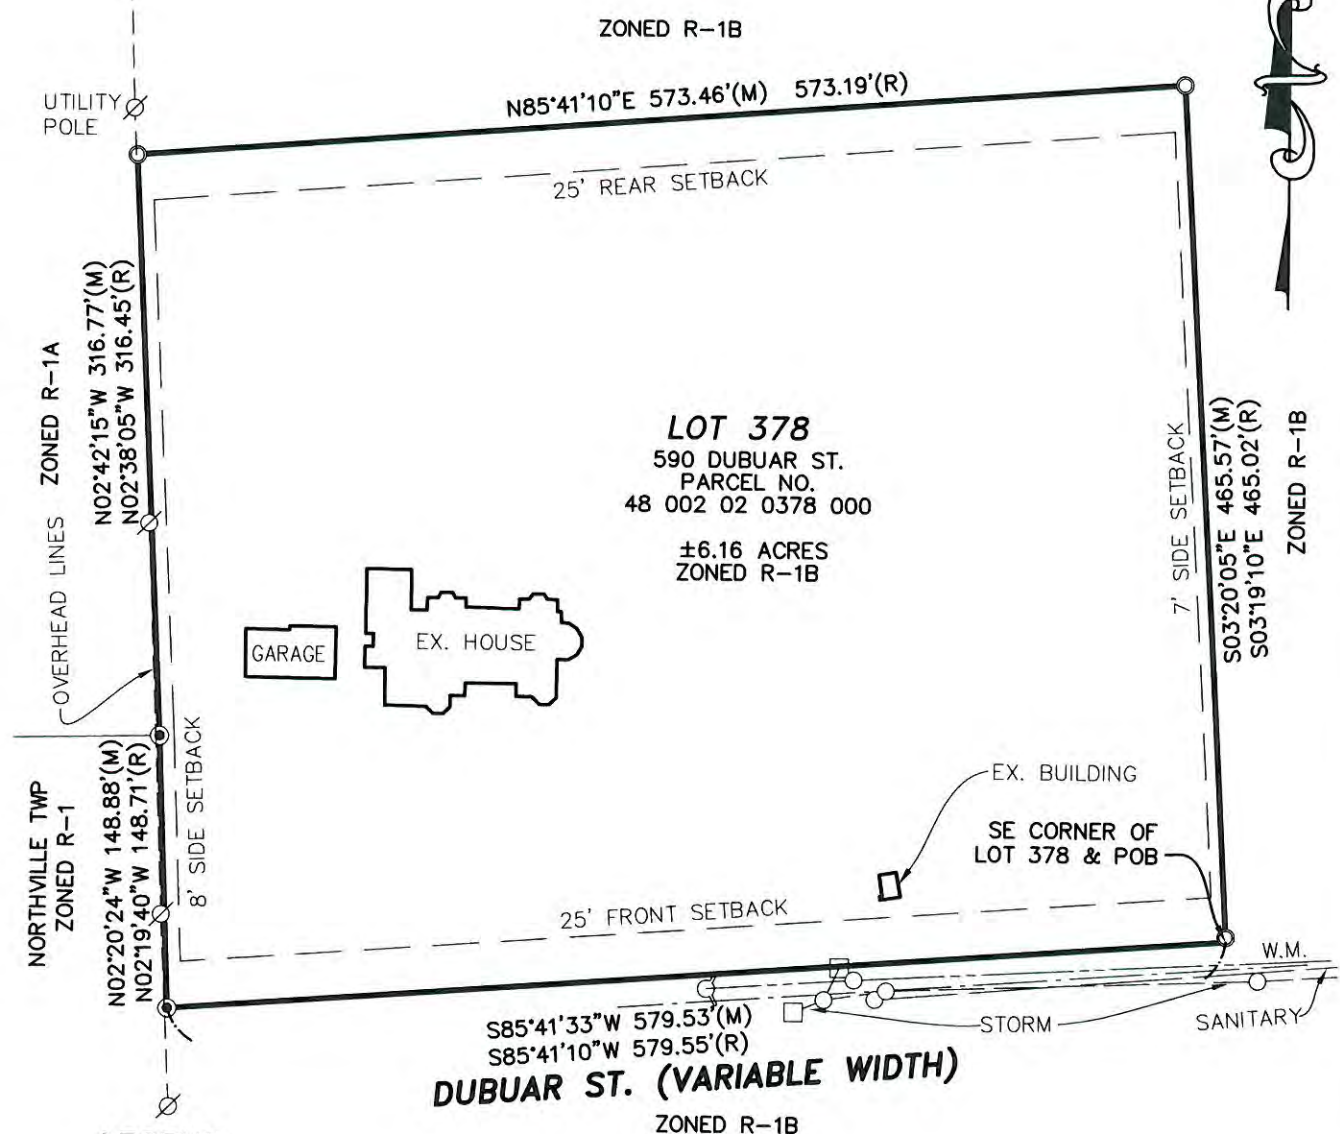 ZONED R-1B
UTILITY
POLE
N85°41'10"E 573.46'(M) 573.19'(R)
25' REAR SETBACK
N02°42'15"W 316.77'(M)
N02°38'05"W 316.45'(R)
ZONED R-1A
OVERHEAD LINES
LOT 378
590 DUBUAR ST.
PARCEL NO.
48 002 02 0378 000
±6.16 ACRES
ZONED R-1B
7' SIDE SETBACK
S03°20'05"E 465.57'(M)
S03°19'10"E 465.02'(R)
ZONED R-1B
GARAGE
EX. HOUSE
NORTHVILLE TWP
ZONED R-1
N02°20'24"W 148.88'(M)
N02°19'40"W 148.71'(R)
8' SIDE SETBACK
EX. BUILDING
SE CORNER OF
LOT 378 & POB
25' FRONT SETBACK
W.M.
STORM
SANITARY
S85°41'33"W 579.53'(M)
S85°41'10"W 579.55'(R)
DUBUAR ST. (VARIABLE WIDTH)
ZONED R-1B